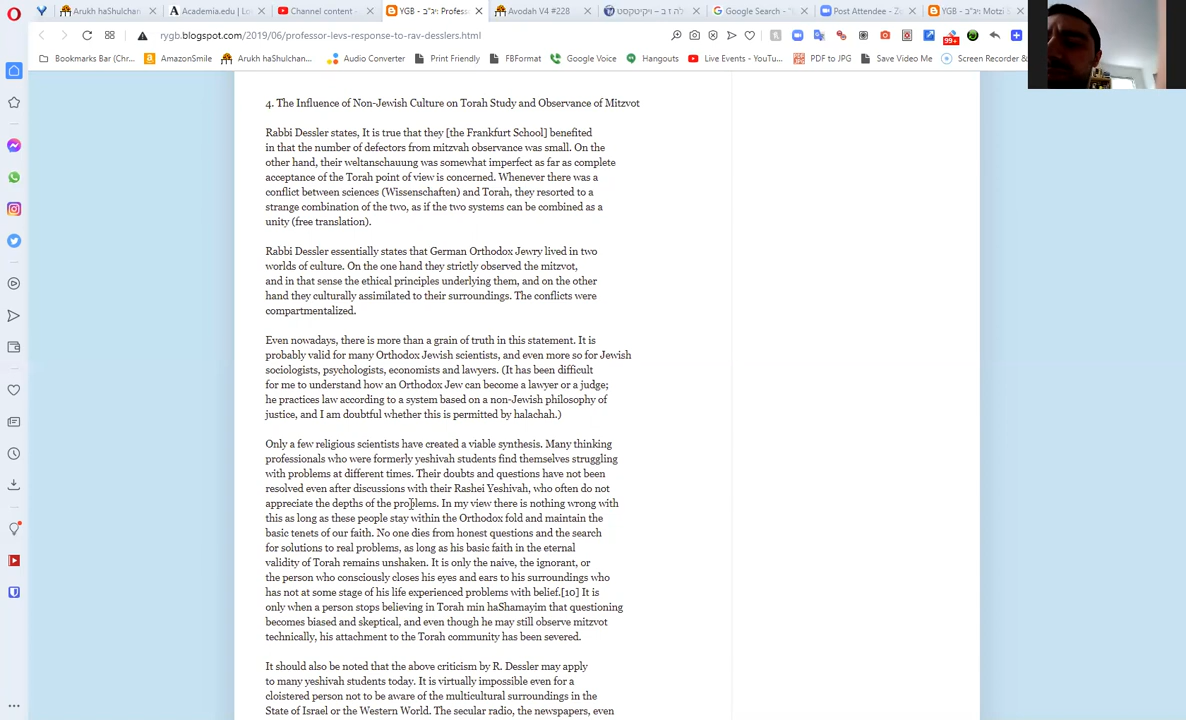 Arukh haShulchan
Academia.edu | Lo
Channel content -
YGB - יג"ב: Profess
Avodah V4 #228
Google Search - "
Post Attendee - Z
YGB - יג"ב: Motzi
rygb.blogspot.com/2019/06/professor-levs-response-to-rav-desslers.html
99+
Bookmarks Bar (Chr...
AmazonSmile
Arukh haShulchan...
Audio Converter
Print Friendly
FBFormat
Google Voice
Hangouts
Live Events - YouTu...
PDF to JPG
Save Video Me
Screen Recorder &
4. The Influence of Non-Jewish Culture on Torah Study and Observance of Mitzvot
Rabbi Dessler states, It is true that they [the Frankfurt School] benefited
in that the number of defectors from mitzvah observance was small. On the
other hand, their weltanschauung was somewhat imperfect as far as complete
acceptance of the Torah point of view is concerned. Whenever there was a
conflict between sciences (Wissenschaften) and Torah, they resorted to a
strange combination of the two, as if the two systems can be combined as a
unity (free translation).
Rabbi Dessler essentially states that German Orthodox Jewry lived in two
worlds of culture. On the one hand they strictly observed the mitzvot,
and in that sense the ethical principles underlying them, and on the other
hand they culturally assimilated to their surroundings. The conflicts were
compartmentalized.
Even nowadays, there is more than a grain of truth in this statement. It is
probably valid for many Orthodox Jewish scientists, and even more so for Jewish
sociologists, psychologists, economists and lawyers. (It has been difficult
for me to understand how an Orthodox Jew can become a lawyer or a judge;
he practices law according to a system based on a non-Jewish philosophy of
justice, and I am doubtful whether this is permitted by halachah.)
Only a few religious scientists have created a viable synthesis. Many thinking
professionals who were formerly yeshivah students find themselves struggling
with problems at different times. Their doubts and questions have not been
resolved even after discussions with their Rashei Yeshivah, who often do not
appreciate the depths of the problems. In my view there is nothing wrong with
this as long as these people stay within the Orthodox fold and maintain the
basic tenets of our faith. No one dies from honest questions and the search
for solutions to real problems, as long as his basic faith in the eternal
validity of Torah remains unshaken. It is only the naive, the ignorant, or
the person who consciously closes his eyes and ears to his surroundings who
has not at some stage of his life experienced problems with belief.[10] It is
only when a person stops believing in Torah min haShamayim that questioning
becomes biased and skeptical, and even though he may still observe mitzvot
technically, his attachment to the Torah community has been severed.
It should also be noted that the above criticism by R. Dessler may apply
to many yeshivah students today. It is virtually impossible even for a
cloistered person not to be aware of the multicultural surroundings in the
State of Israel or the Western World. The secular radio, the newspapers, even